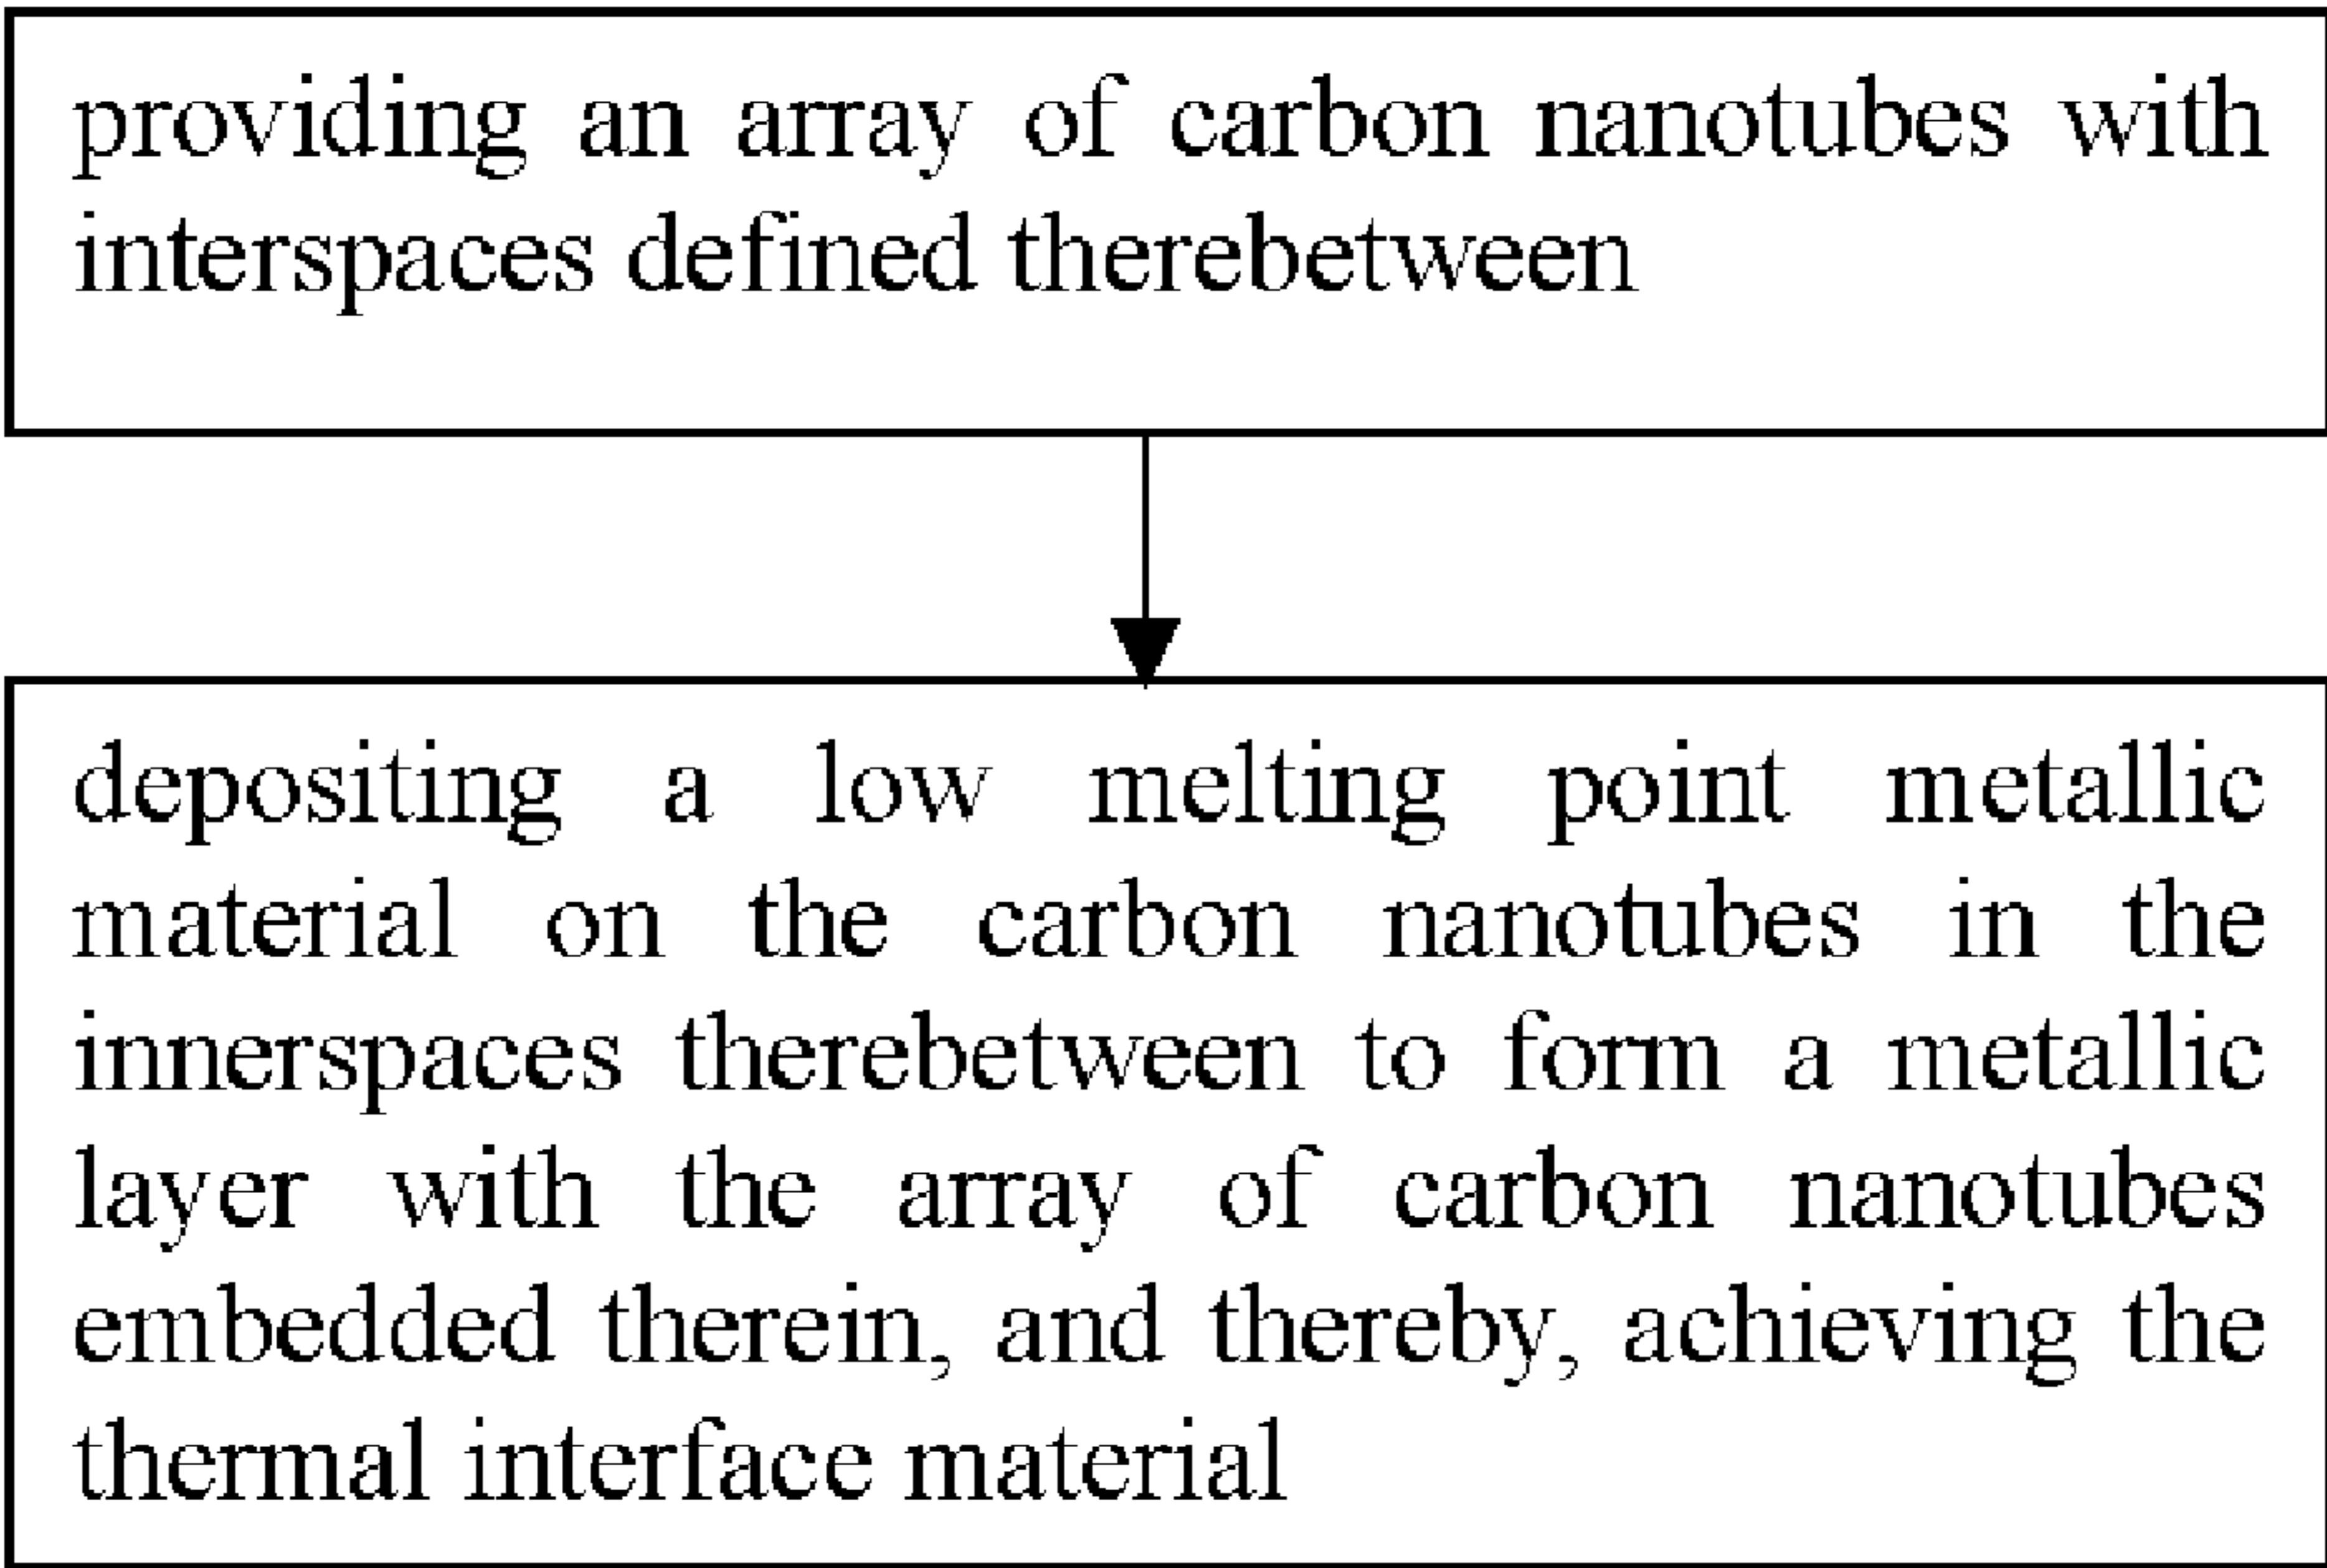 providing an array of carbon nanotubes with
interspaces defined therebetween
depositing a low melting point metallic
material on the carbon nanotubes in the
innerspaces therebetween to form a metallic
layer with the array of carbon nanotubes
embedded therein, and thereby, achieving the
thermal interface material